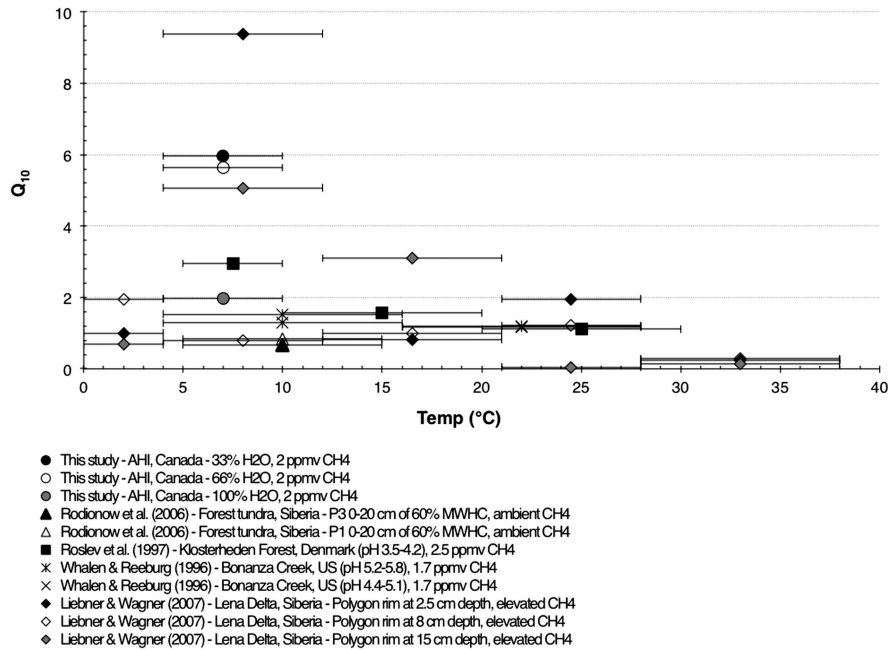 10
8
6
4
2
0
Q10
0 5 10 15 20 25 30 35 40
Temp (°C)
This study - AHI, Canada - 33% H2O, 2 ppmv CH4
This study - AHI, Canada - 66% H2O, 2 ppmv CH4
This study - AHI, Canada - 100% H2O, 2 ppmv CH4
Rodionow et al. (2006) - Forest tundra, Siberia - P3 0-20 cm of 60% MWHC, ambient CH4
Rodionow et al. (2006) - Forest tundra, Siberia - P1 0-20 cm of 60% MWHC, ambient CH4
Roslev et al. (1997) - Klosterheden Forest, Denmark (pH 3.5-4.2), 2.5 ppmv CH4
Whalen & Reeburg (1996) - Bonanza Creek, US (pH 5.2-5.8), 1.7 ppmv CH4
Whalen & Reeburg (1996) - Bonanza Creek, US (pH 4.4-5.1), 1.7 ppmv CH4
Liebner & Wagner (2007) - Lena Delta, Siberia - Polygon rim at 2.5 cm depth, elevated CH4
Liebner & Wagner (2007) - Lena Delta, Siberia - Polygon rim at 8 cm depth, elevated CH4
Liebner & Wagner (2007) - Lena Delta, Siberia - Polygon rim at 15 cm depth, elevated CH4